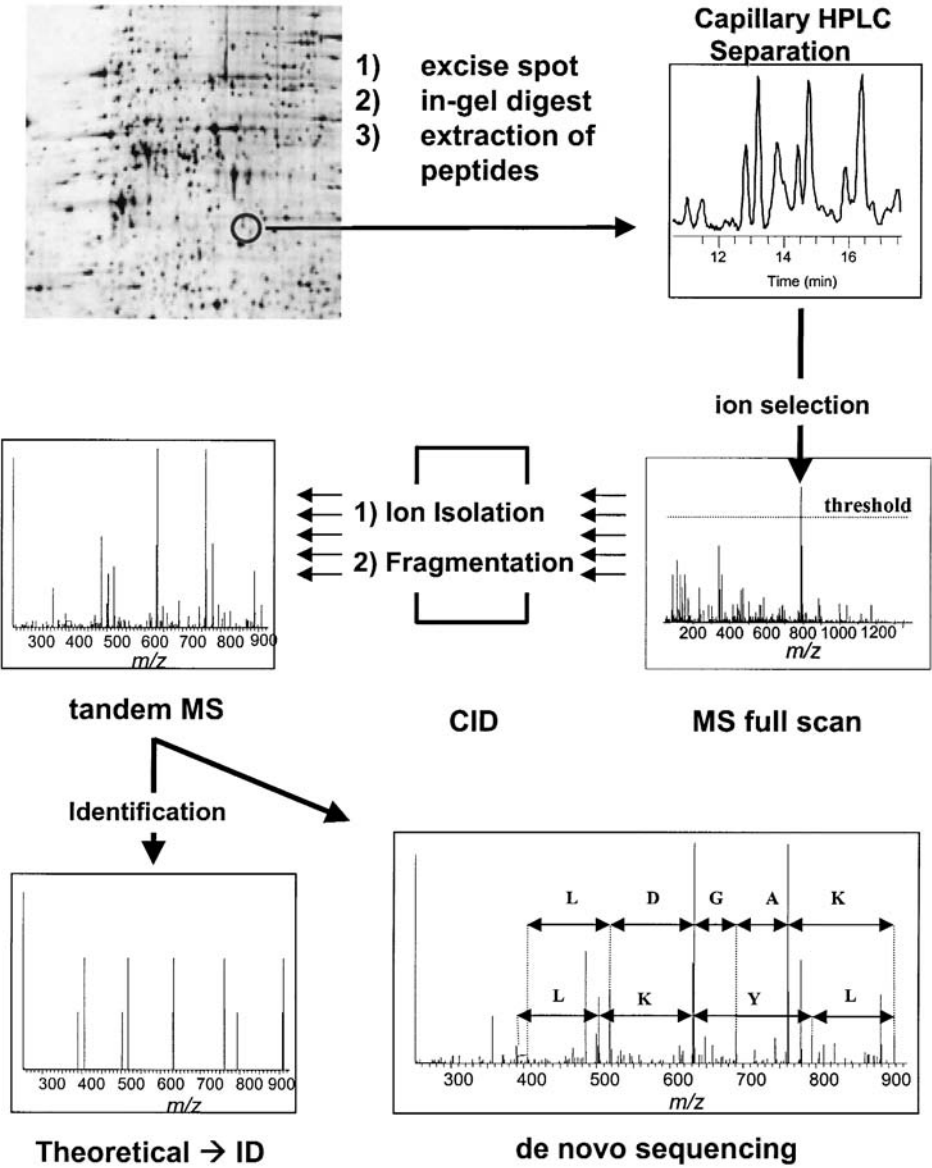 Capillary HPLC
Separation
1) excise spot
2) in-gel digest
3) extraction of
peptides
12 14 16
Time (min)
ion selection
threshold
200 400 600 800 1000 1200
m/z
MS full scan
1) Ion Isolation
2) Fragmentation
CID
300 400 500 600 700 800 900
m/z
tandem MS
Identification
300 400 500 600 700 800 900
m/z
Theoretical → ID
L D G A K
L K Y L
300 400 500 600 700 800 900
m/z
de novo sequencing